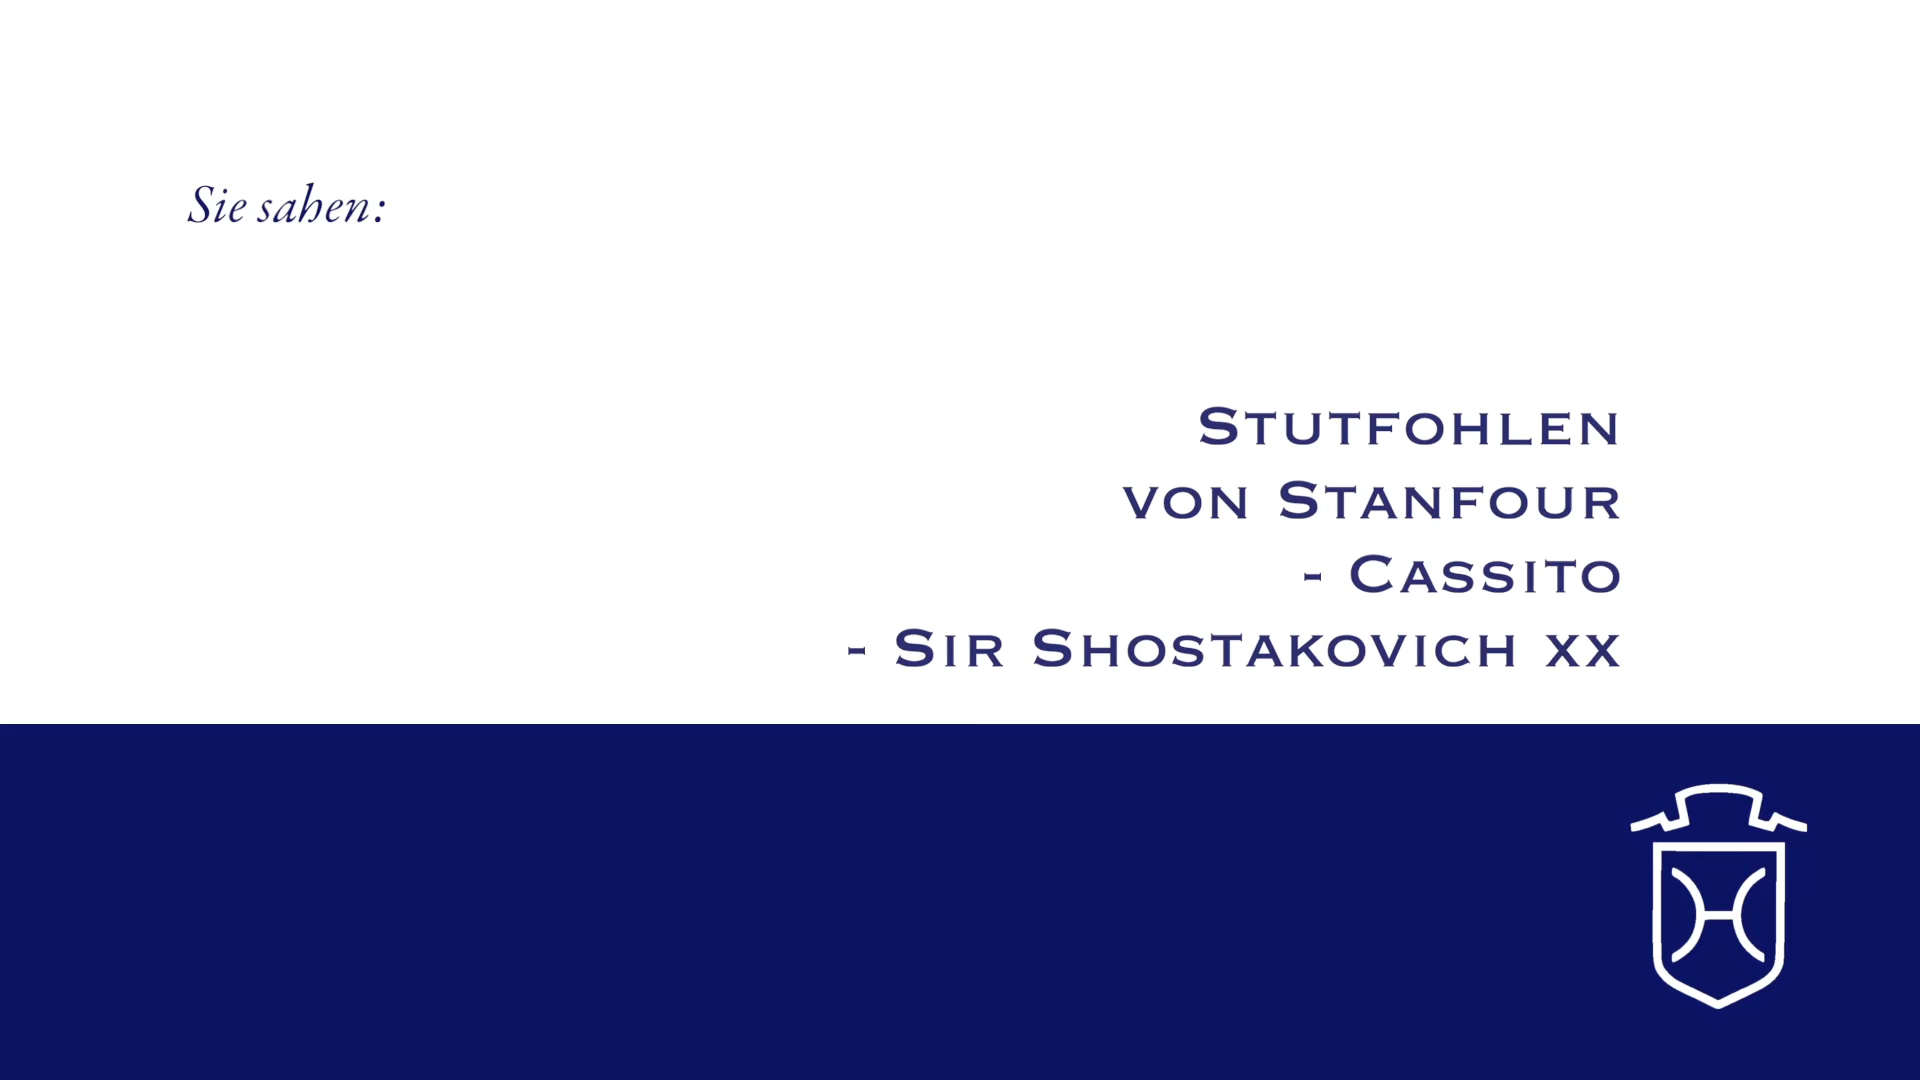 Sie sahen:
Stutfohlen
von Stanfour
- Cassito
- Sir Shostakovich xx